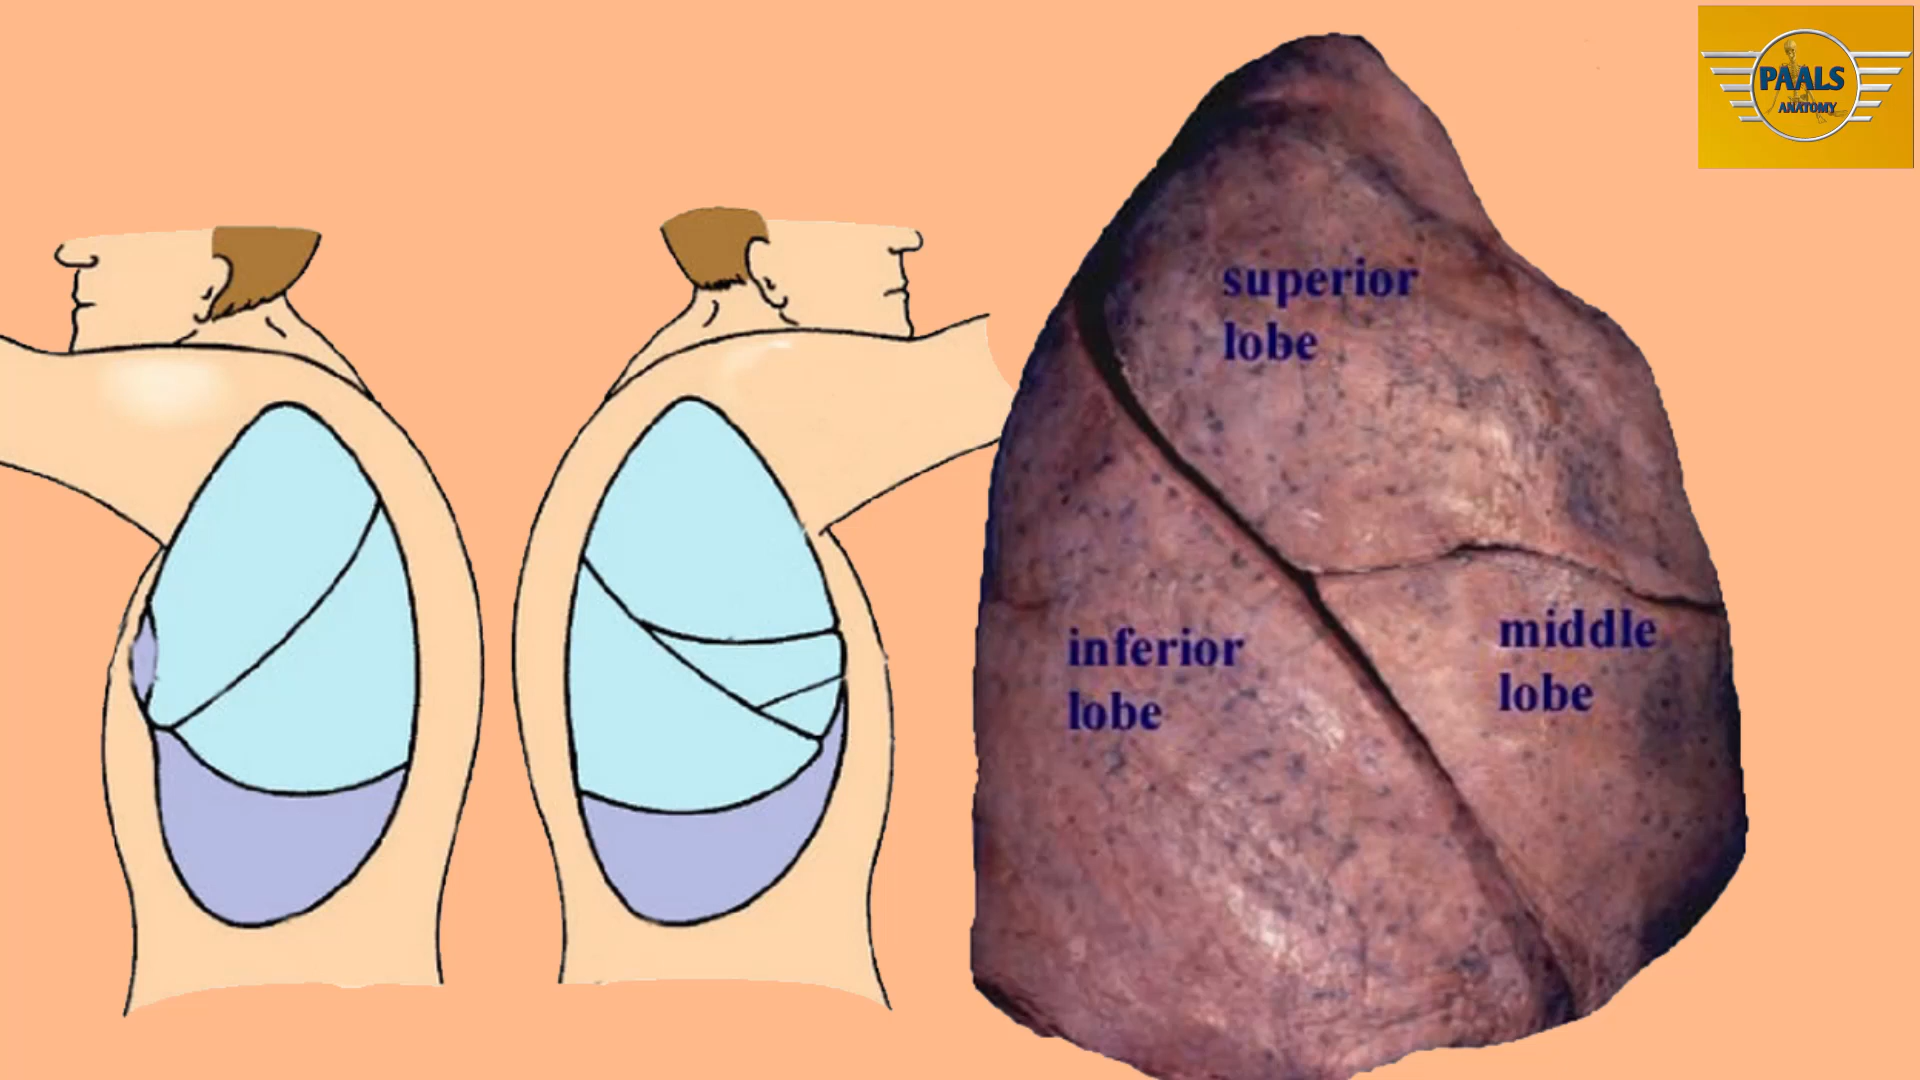 PAALS
ANATOMY
superior
lobe
inferior
lobe
middle
lobe